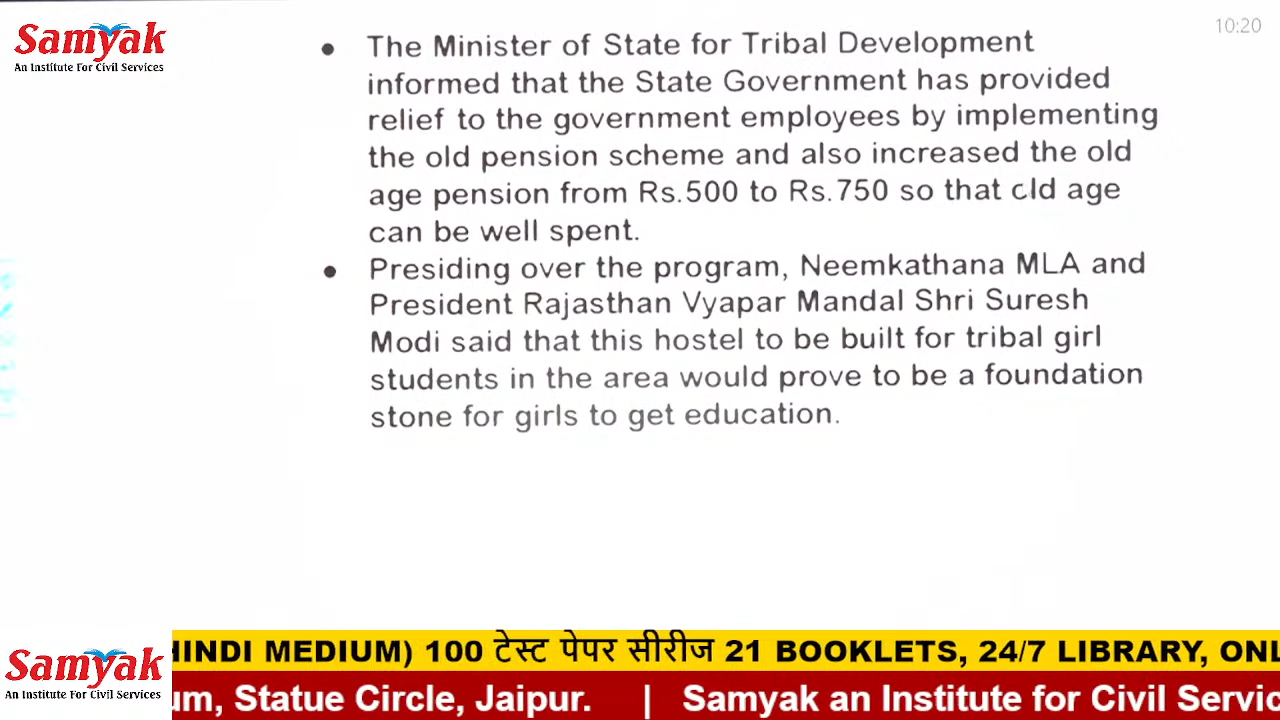 Samyak
An Institute For Civil Services
10:20
• The Minister of State for Tribal Development
informed that the State Government has provided
relief to the government employees by implementing
the old pension scheme and also increased the old
age pension from Rs.500 to Rs.750 so that cld age
can be well spent.
• Presiding over the program, Neemkathana MLA and
President Rajasthan Vyapar Mandal Shri Suresh
Modi said that this hostel to be built for tribal girl
students in the area would prove to be a foundation
stone for girls to get education.
Samyak
An Institute For Civil Services
HINDI MEDIUM) 100 टेस्ट पेपर सीरीज 21 BOOKLETS, 24/7 LIBRARY, ONL
um, Statue Circle, Jaipur. | Samyak an Institute for Civil Servic